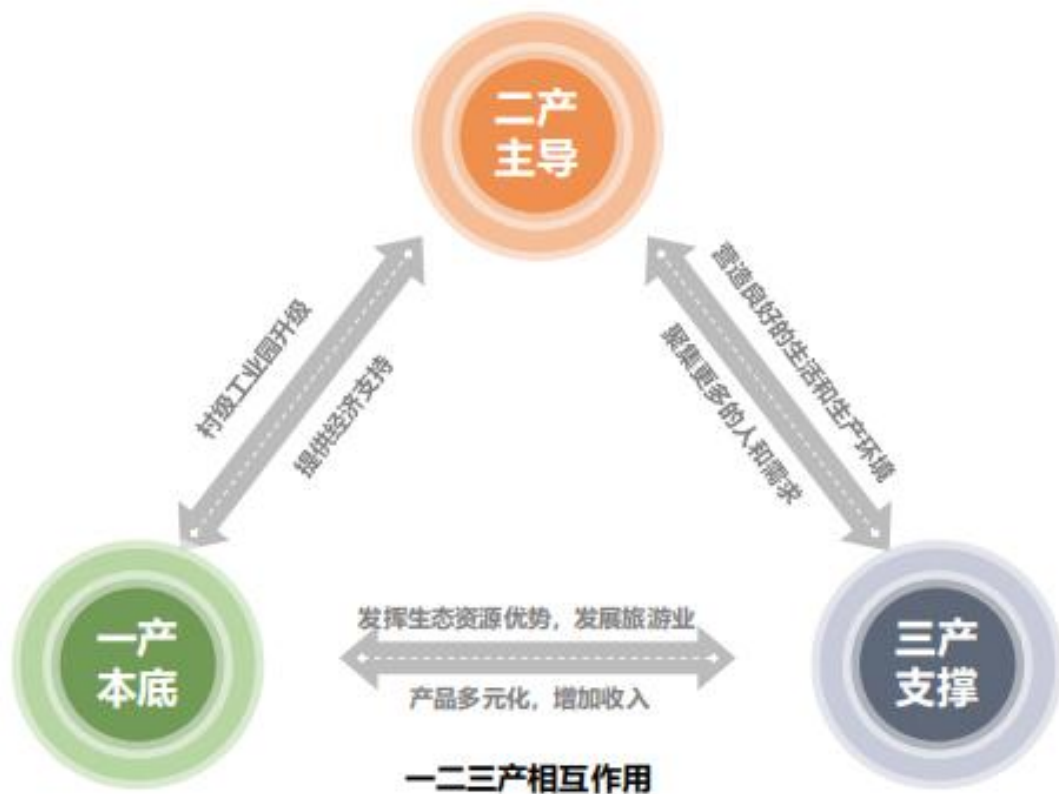 二产
主导
村级工业园升级
提供经济支持
营造良好的生活和生产环境
聚集更多的人和需求
一产
本底
发挥生态资源优势，发展旅游业
产品多元化，增加收入
三产
支撑
一二三产相互作用